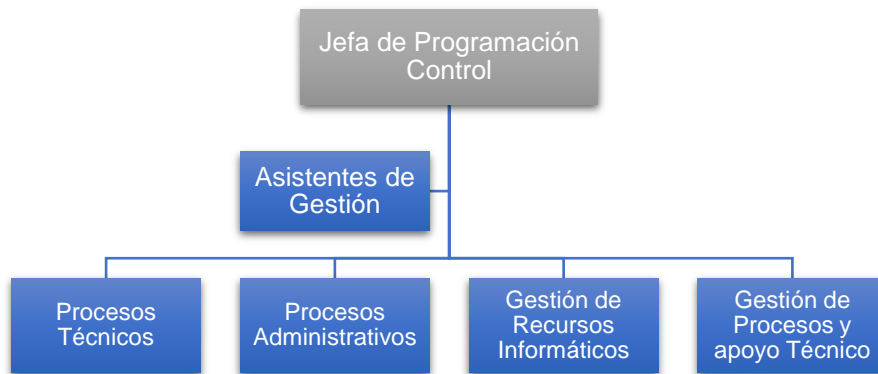 Jefa de Programación
Control
Asistentes de
Gestión
Procesos
Técnicos
Procesos
Administrativos
Gestión de
Recursos
Informáticos
Gestión de
Procesos y
apoyo Técnico